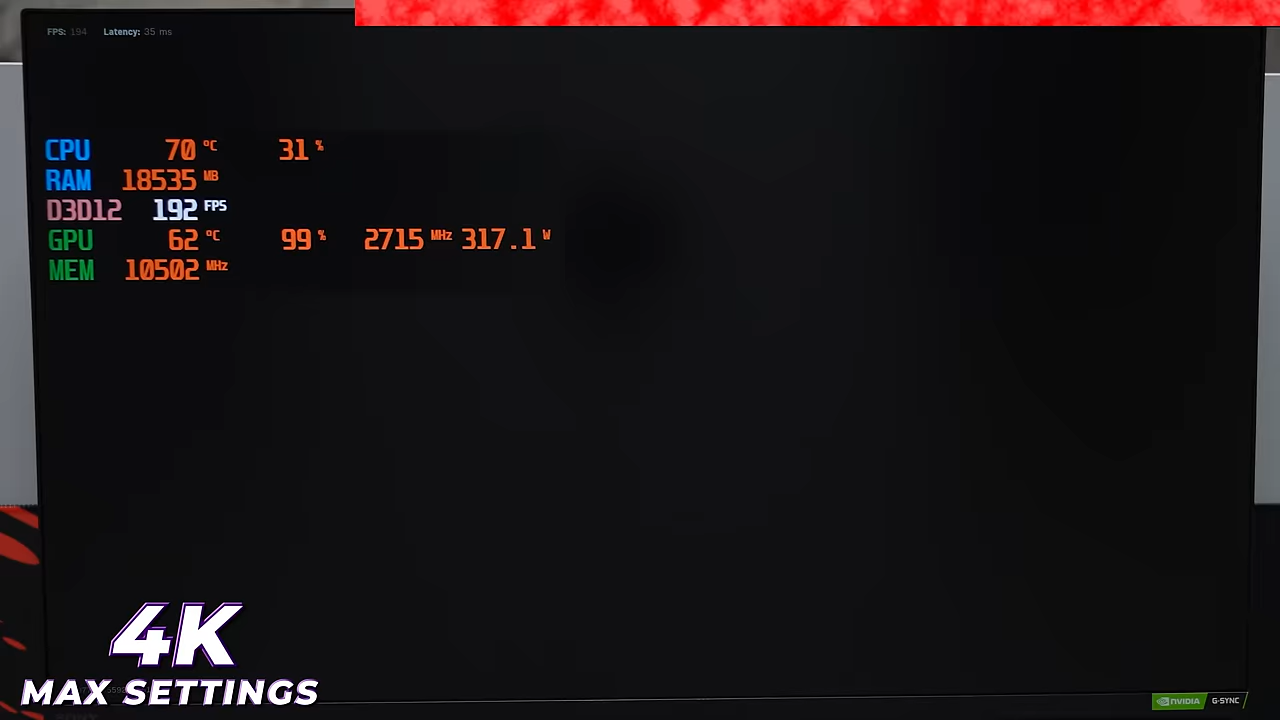 FPS: 194 Latency: 35 ms
CPU 70 °C 31 %
RAM 18535 MB
D3D12 192 FPS
GPU 62 °C 99 % 2715 MHz 317.1 W
MEM 10502 MHz
4K
MAX SETTINGS
NVIDIA G-SYNC